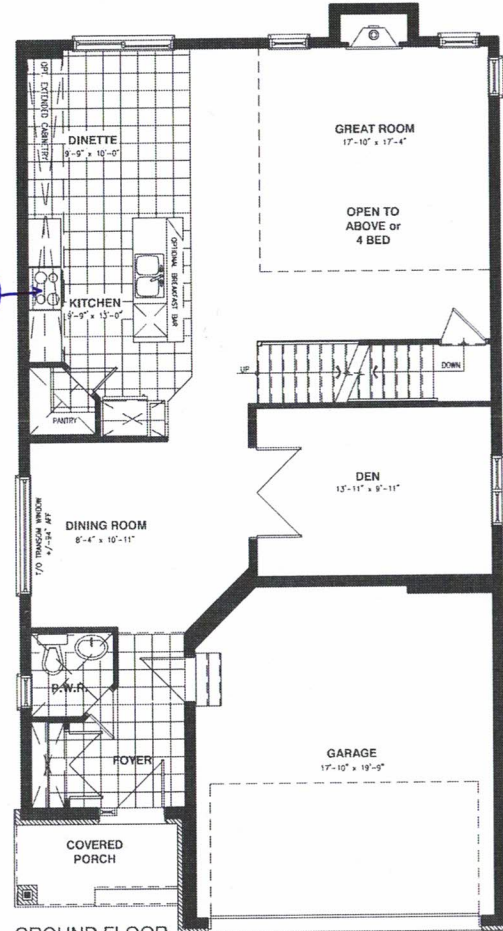 OPT. EXTENDED CABINETRY
DINETTE
9'-9" x 10'-0"
GREAT ROOM
17'-10" x 17'-4"
OPEN TO
ABOVE or
4 BED
OPTIONAL BREAKFAST BAR
KITCHEN
9'-9" x 13'-0"
UP
DOWN
PANTRY
DEN
13'-11" x 9'-11"
T/O TRANSOM WINDOW
+/-94" AFF
DINING ROOM
8'-4" x 10'-11"
P.W.R.
FOYER
GARAGE
17'-10" x 19'-9"
COVERED
PORCH
GROUND FLOOR